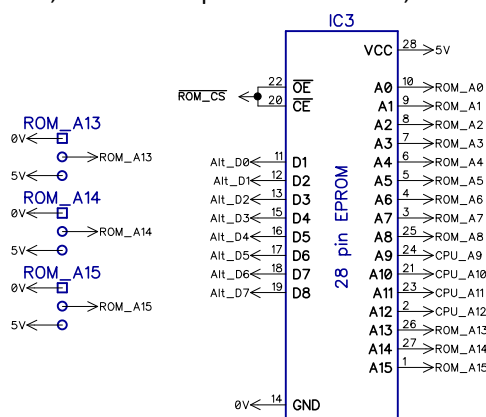 IC3
VCC 28 5V
22 OE
20 CE
ROM_CS
A0 10 ROM_A0
A1 9 ROM_A1
A2 8 ROM_A2
A3 7 ROM_A3
A4 6 ROM_A4
A5 5 ROM_A5
A6 4 ROM_A6
A7 3 ROM_A7
A8 25 ROM_A8
A9 24 CPU_A9
A10 21 CPU_A10
A11 23 CPU_A11
A12 2 CPU_A12
A13 26 ROM_A13
A14 27 ROM_A14
A15 1 ROM_A15
Alt_D0 11 D1
Alt_D1 12 D2
Alt_D2 13 D3
Alt_D3 15 D4
Alt_D4 16 D5
Alt_D5 17 D6
Alt_D6 18 D7
Alt_D7 19 D8
28 pin EPROM
0V 14 GND
ROM_A13
0V
ROM_A13
5V
ROM_A14
0V
ROM_A14
5V
ROM_A15
0V
ROM_A15
5V